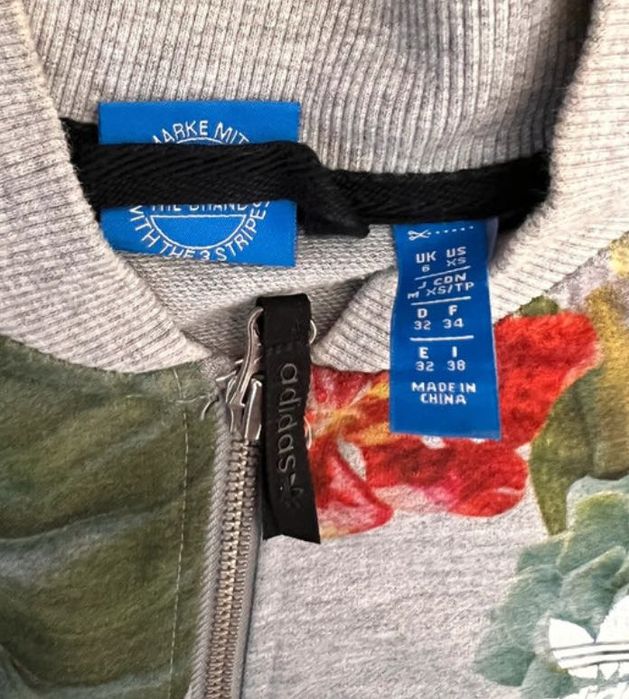 MARKE MIT
THE BRAND
WITH THE 3 STRIPES
UK US
6 XS
J CDN
M XS/TP
D F
32 34
E I
32 38
MADE IN
CHINA
adidas